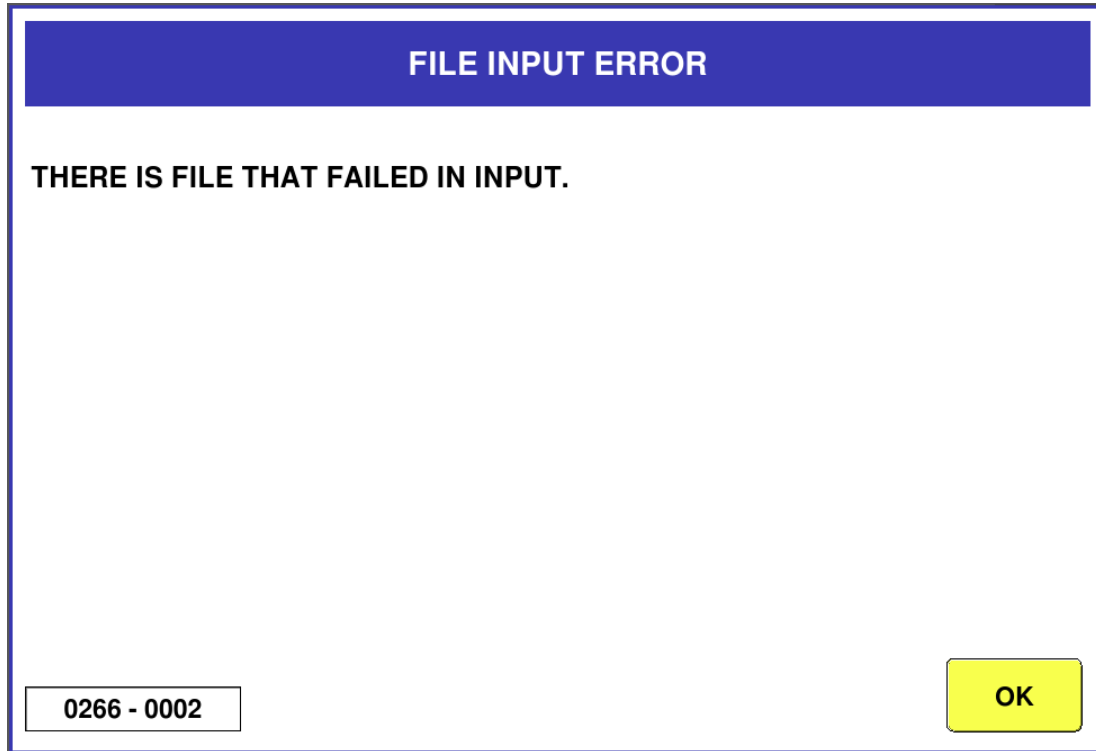 FILE INPUT ERROR
THERE IS FILE THAT FAILED IN INPUT.
0266 - 0002
OK